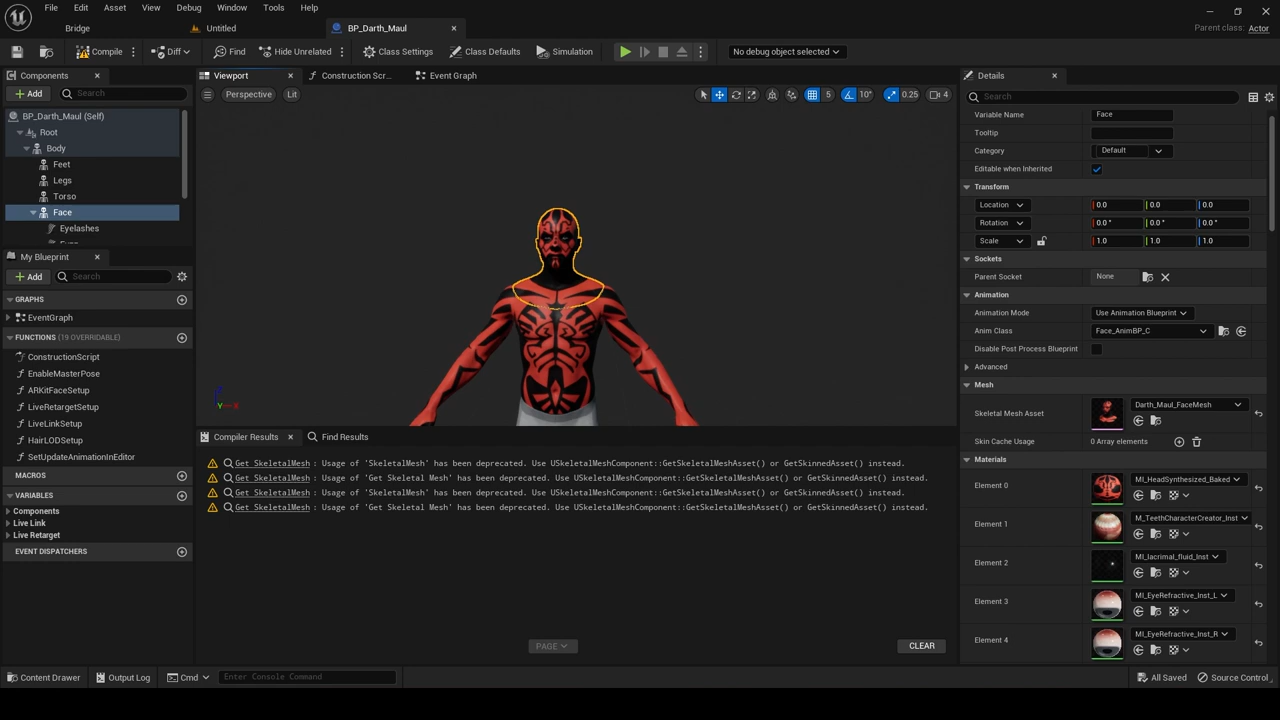 File Edit Asset View Debug Window Tools Help
Bridge Untitled BP_Darth_Maul Parent class: Actor
Compile Diff Find Hide Unrelated Class Settings Class Defaults Simulation No debug object selected
Components
Add Search
BP_Darth_Maul (Self)
Root
Body
Feet
Legs
Torso
Face
Eyelashes
My Blueprint
Add Search
GRAPHS
EventGraph
FUNCTIONS (19 OVERRIDABLE)
ConstructionScript
EnableMasterPose
ARKitFaceSetup
LiveRetargetSetup
LiveLinkSetup
HairLODSetup
SetUpdateAnimationInEditor
MACROS
VARIABLES
Components
Live Link
Live Retarget
EVENT DISPATCHERS
Viewport Construction Scr... Event Graph
Perspective Lit 5 10° 0.25 4
Y X
Compiler Results Find Results
Get SkeletalMesh : Usage of 'SkeletalMesh' has been deprecated. Use USkeletalMeshComponent::GetSkeletalMeshAsset() or GetSkinnedAsset() instead.
Get SkeletalMesh : Usage of 'Get Skeletal Mesh' has been deprecated. Use USkeletalMeshComponent::GetSkeletalMeshAsset() or GetSkinnedAsset() instead.
Get SkeletalMesh : Usage of 'SkeletalMesh' has been deprecated. Use USkeletalMeshComponent::GetSkeletalMeshAsset() or GetSkinnedAsset() instead.
Get SkeletalMesh : Usage of 'Get Skeletal Mesh' has been deprecated. Use USkeletalMeshComponent::GetSkeletalMeshAsset() or GetSkinnedAsset() instead.
PAGE CLEAR
Details
Search
Variable Name Face
Tooltip
Category Default
Editable when Inherited
Transform
Location 0.0 0.0 0.0
Rotation 0.0 ° 0.0 ° 0.0 °
Scale 1.0 1.0 1.0
Sockets
Parent Socket None
Animation
Animation Mode Use Animation Blueprint
Anim Class Face_AnimBP_C
Disable Post Process Blueprint
Advanced
Mesh
Skeletal Mesh Asset Darth_Maul_FaceMesh
Skin Cache Usage 0 Array elements
Materials
Element 0 MI_HeadSynthesized_Baked
Element 1 M_TeethCharacterCreator_Inst
Element 2 MI_lacrimal_fluid_Inst
Element 3 MI_EyeRefractive_Inst_L
Element 4 MI_EyeRefractive_Inst_R
Content Drawer Output Log Cmd Enter Console Command All Saved Source Control